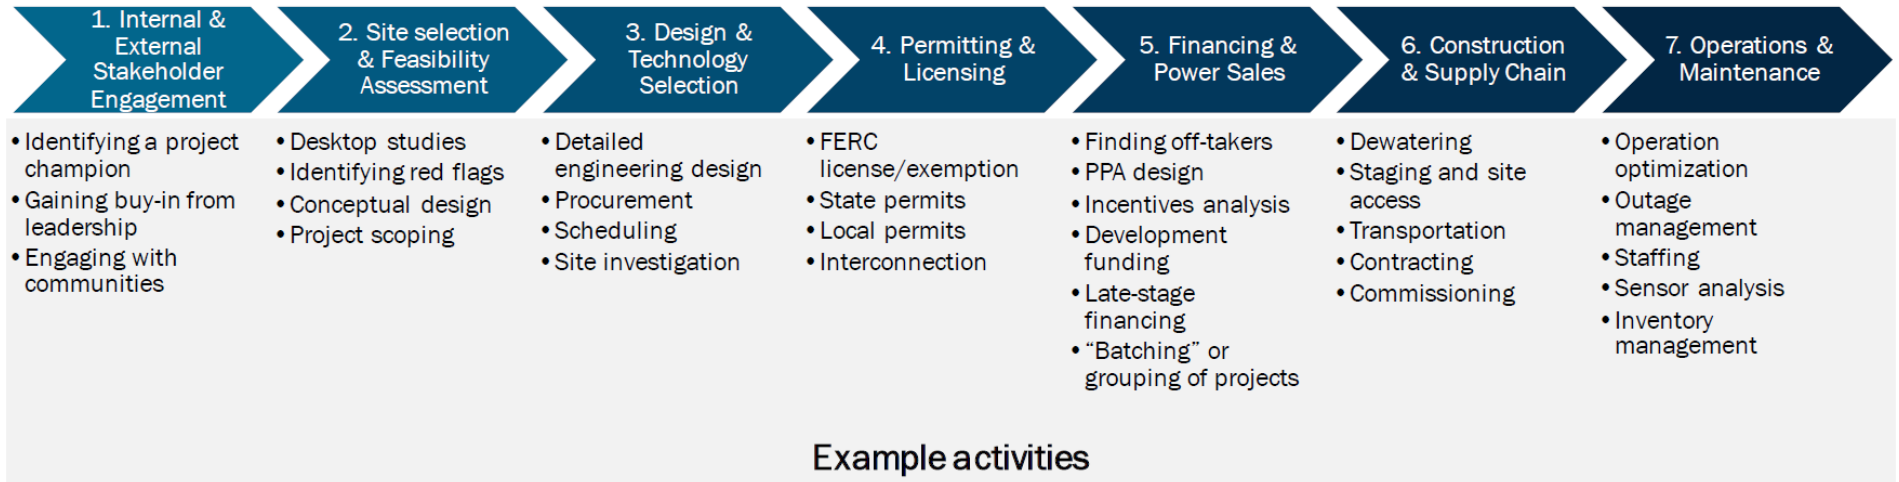 1. Internal &
External
Stakeholder
Engagement
2. Site selection
& Feasibility
Assessment
3. Design &
Technology
Selection
4. Permitting &
Licensing
5. Financing &
Power Sales
6. Construction
& Supply Chain
7. Operations &
Maintenance
• Identifying a project
champion
• Gaining buy-in from
leadership
• Engaging with
communities
• Desktop studies
• Identifying red flags
• Conceptual design
• Project scoping
• Detailed
engineering design
• Procurement
• Scheduling
• Site investigation
• FERC
license/exemption
• State permits
• Local permits
• Interconnection
• Finding off-takers
• PPA design
• Incentives analysis
• Development
funding
• Late-stage
financing
• “Batching” or
grouping of projects
• Dewatering
• Staging and site
access
• Transportation
• Contracting
• Commissioning
• Operation
optimization
• Outage
management
• Staffing
• Sensor analysis
• Inventory
management
Example activities